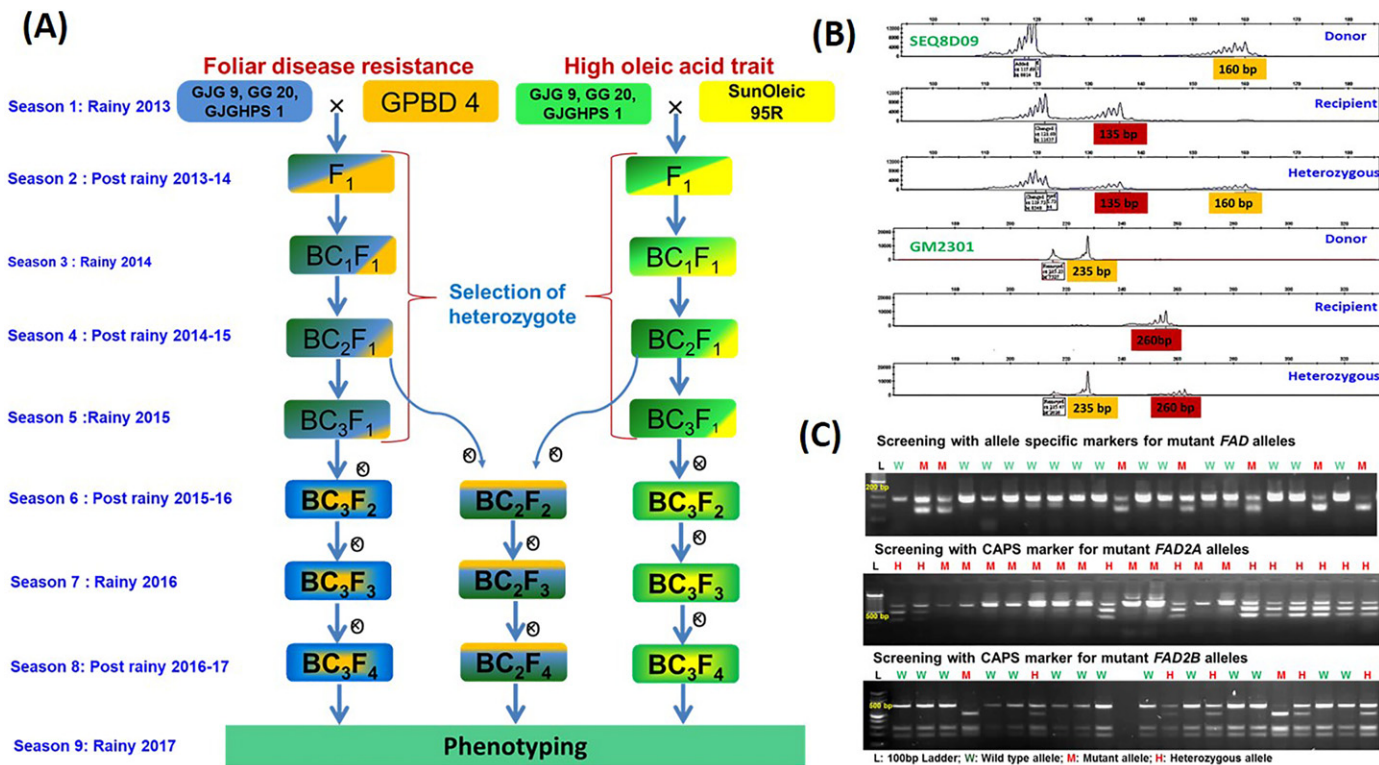 (A)
Foliar disease resistance
High oleic acid trait
Season 1: Rainy 2013
GJG 9, GG 20,
GJGHPS 1
×
GPBD 4
GJG 9, GG 20,
GJGHPS 1
×
SunOleic
95R
Season 2 : Post rainy 2013-14
F1
F1
Season 3 : Rainy 2014
BC1F1
BC1F1
Selection of
heterozygote
Season 4 : Post rainy 2014-15
BC2F1
BC2F1
Season 5 :Rainy 2015
BC3F1
BC3F1
Season 6 : Post rainy 2015-16
BC3F2
BC2F2
BC3F2
Season 7 : Rainy 2016
BC3F3
BC2F3
BC3F3
Season 8: Post rainy 2016-17
BC3F4
BC2F4
BC3F4
Season 9: Rainy 2017
Phenotyping
(B)
SEQ8D09
Donor
160 bp
Recipient
135 bp
Heterozygous
135 bp
160 bp
GM2301
Donor
235 bp
Recipient
260bp
Heterozygous
235 bp
260 bp
(C)
Screening with allele specific markers for mutant FAD alleles
L W M M W W W W W W W M W W M W W M W W M W M
200 bp
Screening with CAPS marker for mutant FAD2A alleles
L H H M M M M M M M H M M H M M H H H H H H
500 bp
Screening with CAPS marker for mutant FAD2B alleles
L W W W M W W H W W W W H W H W W M H W W H
500 bp
L: 100bp Ladder; W: Wild type allele; M: Mutant allele; H: Heterozygous allele